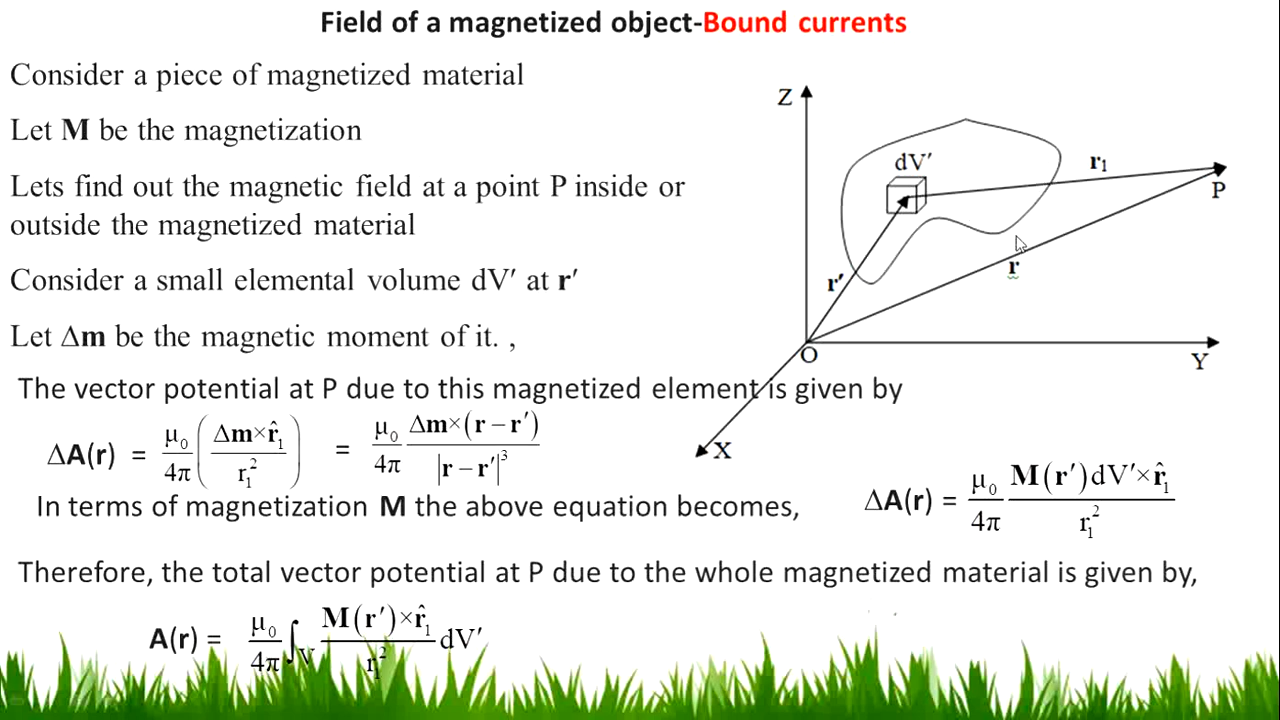 Field of a magnetized object-Bound currents
Consider a piece of magnetized material
Let M be the magnetization
Lets find out the magnetic field at a point P inside or
outside the magnetized material
Consider a small elemental volume dV′ at r′
Let Δm be the magnetic moment of it. ,
Z
dV′
r₁
P
r′
r
O
Y
X
The vector potential at P due to this magnetized element is given by
ΔA(r) = μ₀/4π (Δm×r̂₁/r₁²) = μ₀/4π Δm×(r − r′)/|r − r′|³
In terms of magnetization M the above equation becomes,
ΔA(r) = μ₀/4π M(r′)dV′×r̂₁/r₁²
Therefore, the total vector potential at P due to the whole magnetized material is given by,
A(r) = μ₀/4π ∫V M(r′)×r̂₁/r₁² dV′